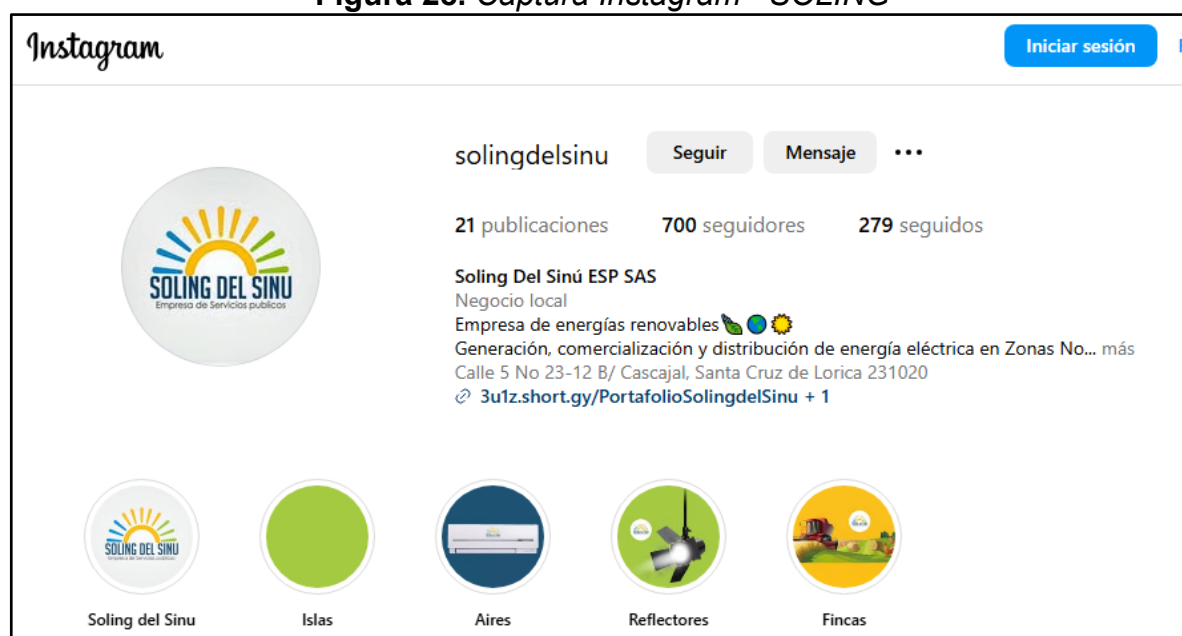 Instagram
Iniciar sesión
solingdelsinu Seguir Mensaje
21 publicaciones 700 seguidores 279 seguidos
SOLING DEL SINU
Empresa de Servicios publicos
Soling Del Sinú ESP SAS
Negocio local
Empresa de energías renovables
Generación, comercialización y distribución de energía eléctrica en Zonas No... más
Calle 5 No 23-12 B/ Cascajal, Santa Cruz de Lorica 231020
3u1z.short.gy/PortafolioSolingdelSinu + 1
SOLING DEL SINU
Soling del Sinu Islas Aires Reflectores Fincas